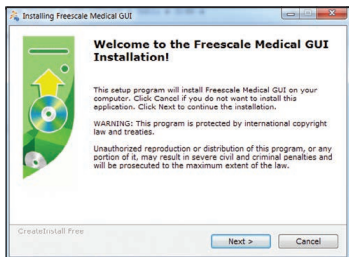 Installing Freescale Medical GUI
Welcome to the Freescale Medical GUI
Installation!
This setup program will install Freescale Medical GUI on your
computer. Click Cancel if you do not want to install this
application. Click Next to continue the installation.
WARNING: This program is protected by international copyright
law and treaties.
Unauthorized reproduction or distribution of this program, or any
portion of it, may result in severe civil and criminal penalties and
will be prosecuted to the maximum extent of the law.
CreateInstall Free
Next > Cancel